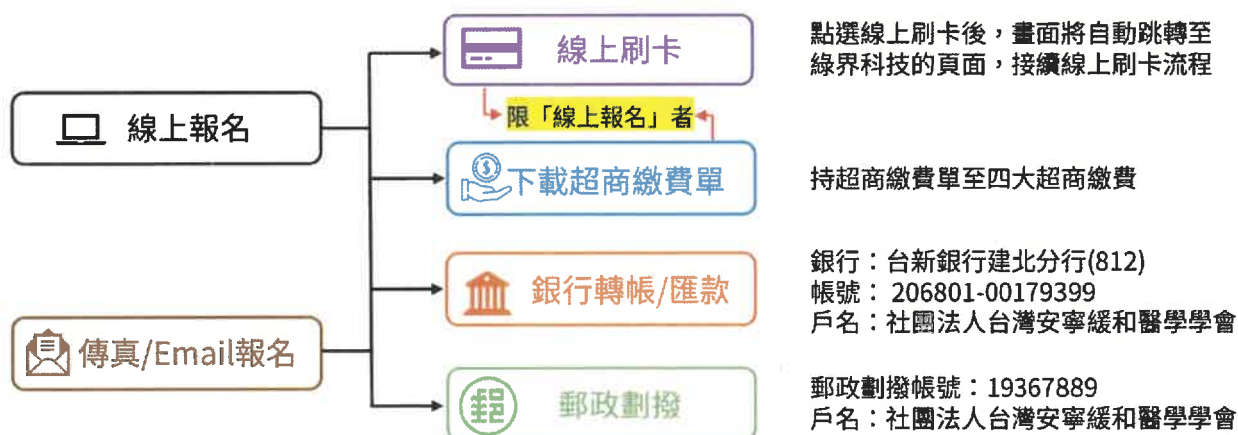 線上刷卡
點選線上刷卡後，畫面將自動跳轉至
綠界科技的頁面，接續線上刷卡流程
線上報名
限「線上報名」者
下載超商繳費單
持超商繳費單至四大超商繳費
銀行轉帳/匯款
銀行：台新銀行建北分行(812)
帳號： 206801-00179399
戶名：社團法人台灣安寧緩和醫學學會
傳真/Email報名
郵
郵政劃撥
郵政劃撥帳號：19367889
戶名：社團法人台灣安寧緩和醫學學會